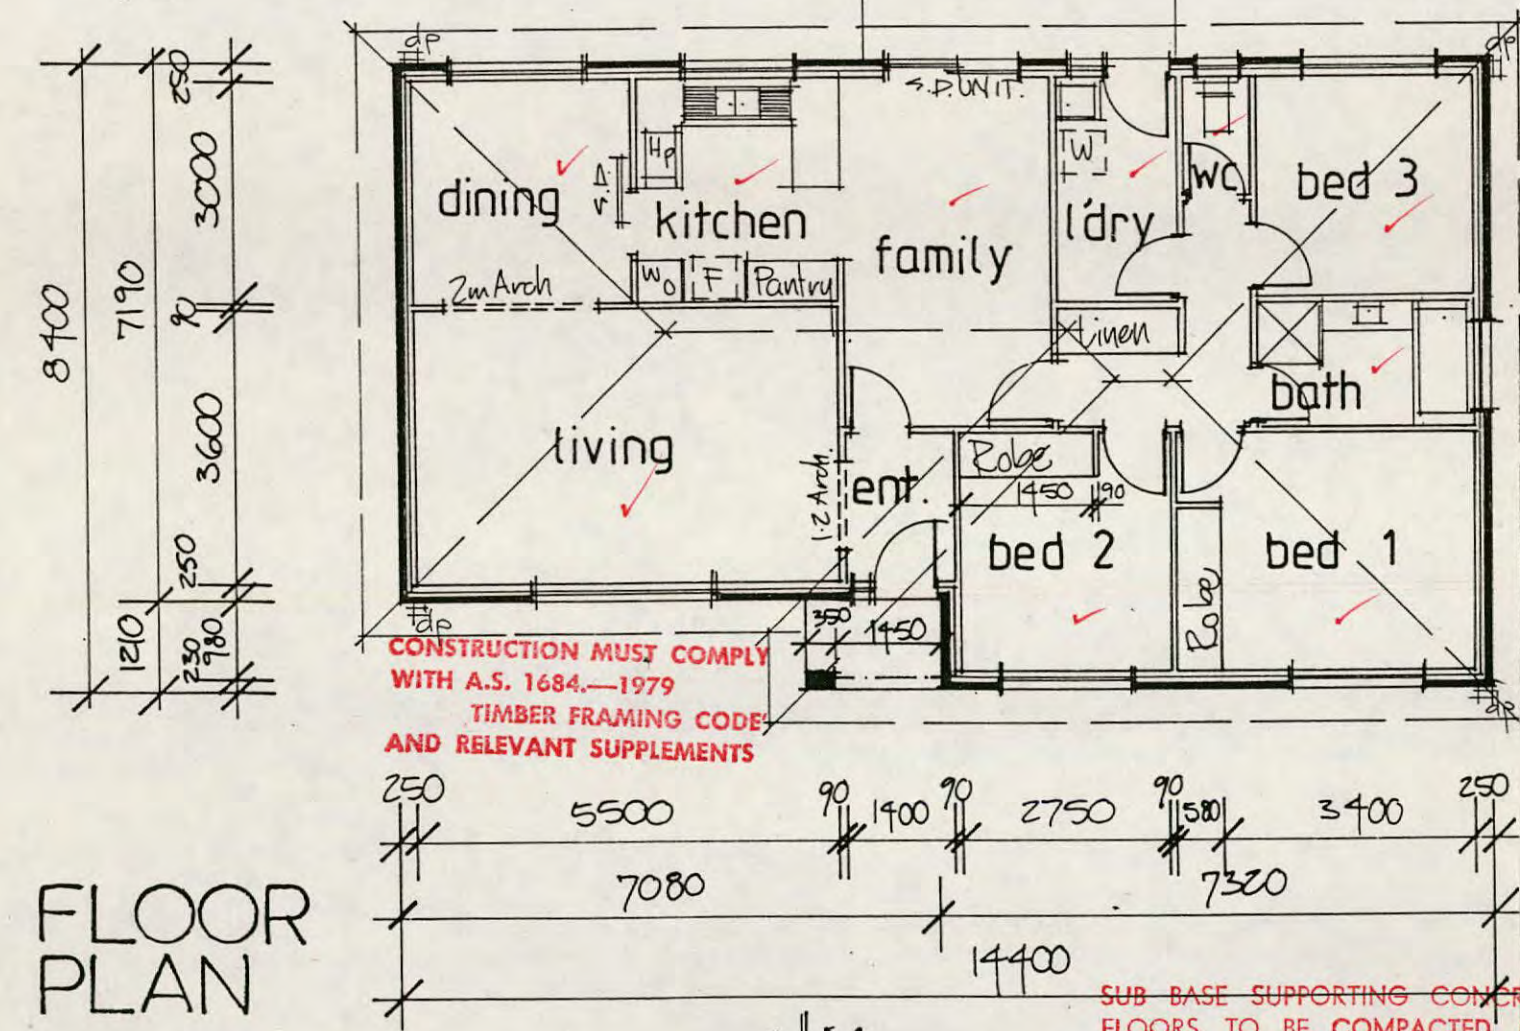 dp
dp
S.D. UNIT.
250
3000
90
3600
250
980
230
7190
1210
8400
dining
Hp
kitchen
W
l'dry
wc
bed 3
family
2m Arch
Wo
F
Pantry
Linen
bath
living
1·2 Arch.
ent.
Robe
1450
90
bed 2
Robe
bed 1
dp
350
1450
dp
CONSTRUCTION MUST COMPLY
WITH A.S. 1684.—1979
TIMBER FRAMING CODE
AND RELEVANT SUPPLEMENTS
250 5500 90 1400 90 2750 90 580 3400 250
7080 7320
14400
FLOOR
PLAN
SUB BASE SUPPORTING
FLOORS TO BE COMPACTED